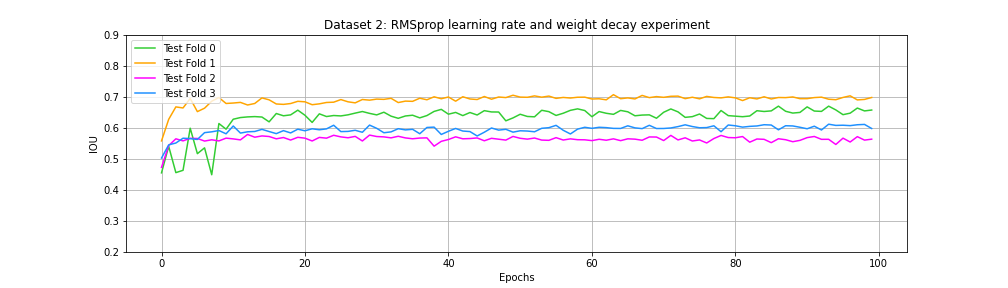 Dataset 2: RMSprop learning rate and weight decay experiment
Test Fold 0
Test Fold 1
Test Fold 2
Test Fold 3
IOU
0.9
0.8
0.7
0.6
0.5
0.4
0.3
0.2
0 20 40 60 80 100
Epochs